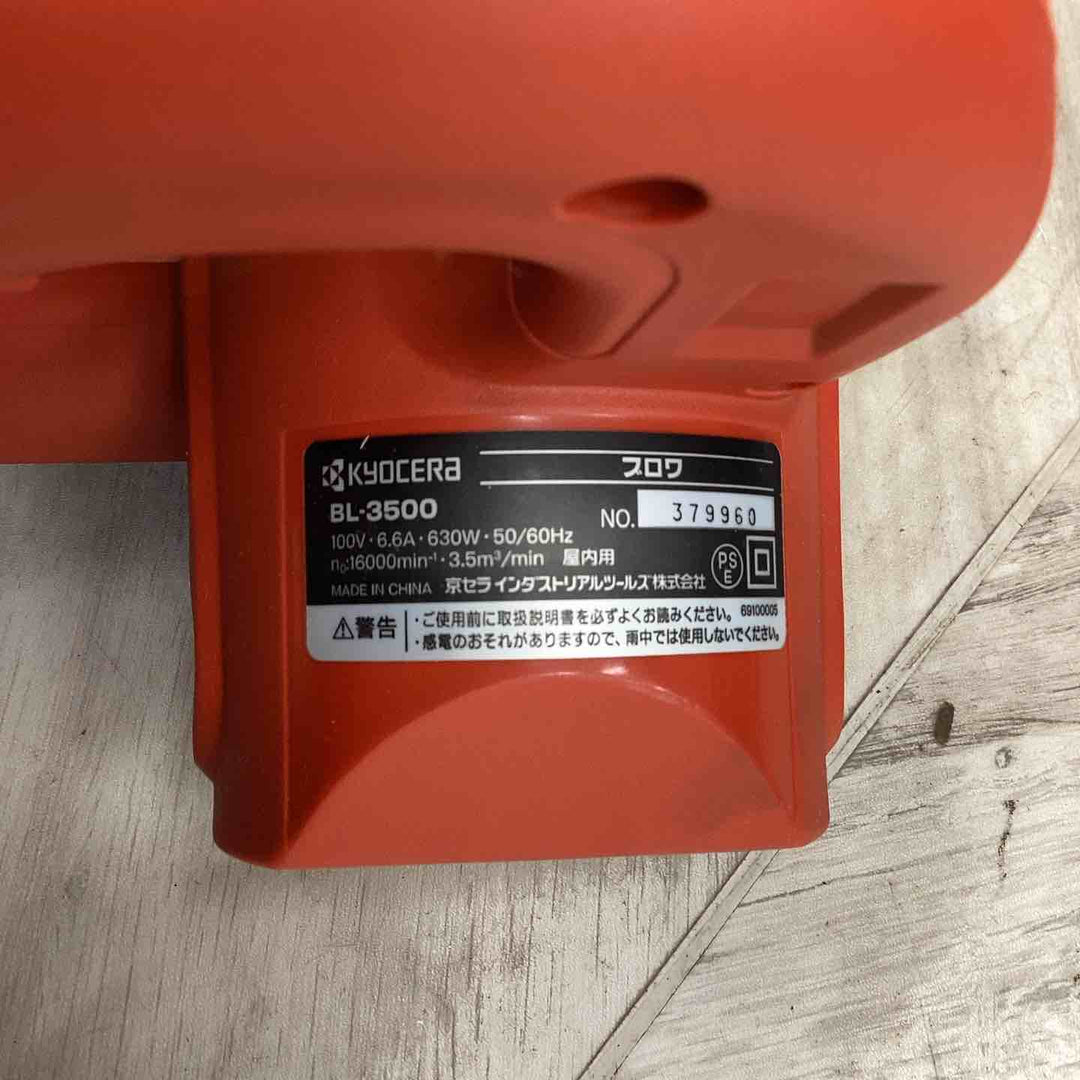 KYOCERA
ブロワ
BL-3500
NO. 379960
100V・6.6A・630W・50/60Hz
n₀:16000min⁻¹・3.5m³/min 屋内用
PS
E
MADE IN CHINA 京セラインダストリアルツールズ株式会社
⚠警告
・ご使用前に取扱説明書を必ずよくお読みください。 69100005
・感電のおそれがありますので、雨中では使用しないでください。